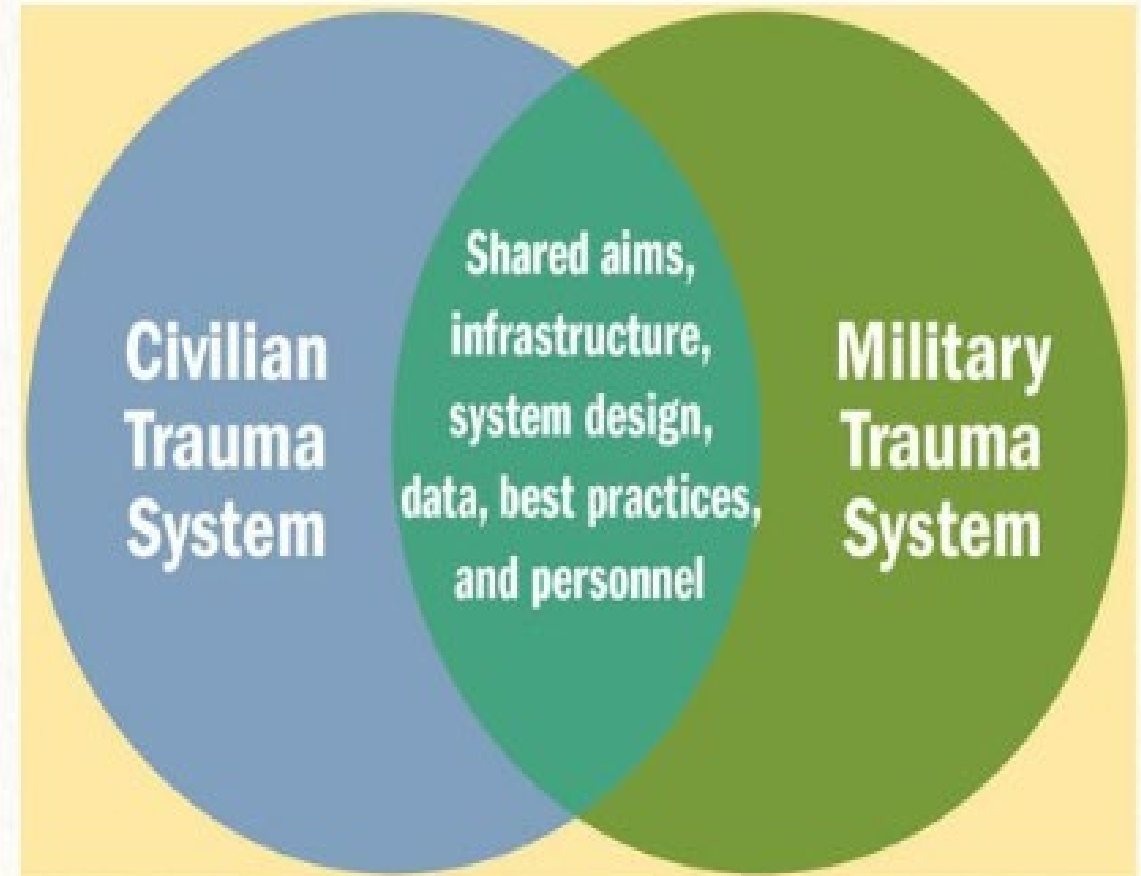 Civilian
Trauma
System
Shared aims,
infrastructure,
system design,
data, best practices,
and personnel
Military
Trauma
System